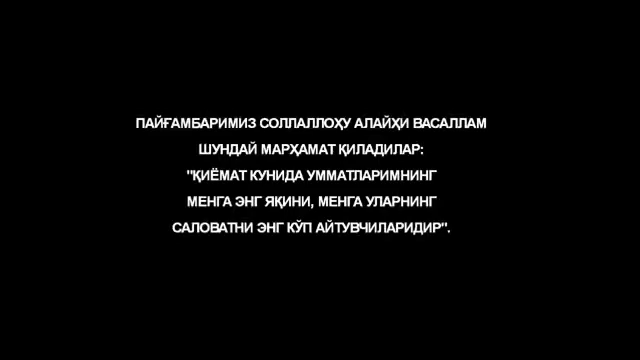 ПАЙҒАМБАРИМИЗ СОЛЛАЛЛОҲУ АЛАЙҲИ ВАСАЛЛАМ
ШУНДАЙ МАРҲАМАТ ҚИЛАДИЛАР:
"ҚИЁМАТ КУНИДА УММАТЛАРИМНИНГ
МЕНГА ЭНГ ЯҚИНИ, МЕНГА УЛАРНИНГ
САЛОВАТНИ ЭНГ КЎП АЙТУВЧИЛАРИДИР".